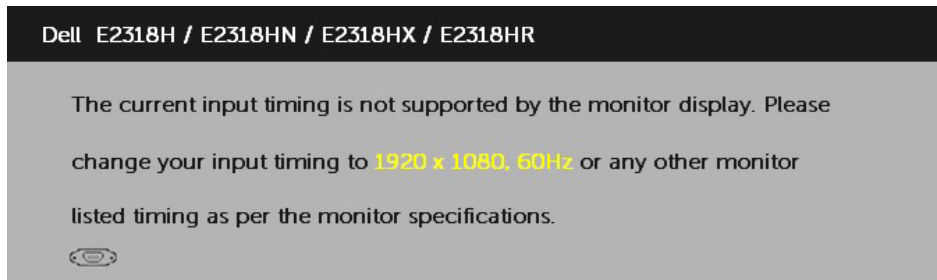 Dell E2318H / E2318HN / E2318HX / E2318HR
The current input timing is not supported by the monitor display. Please
change your input timing to 1920 x 1080, 60Hz or any other monitor
listed timing as per the monitor specifications.